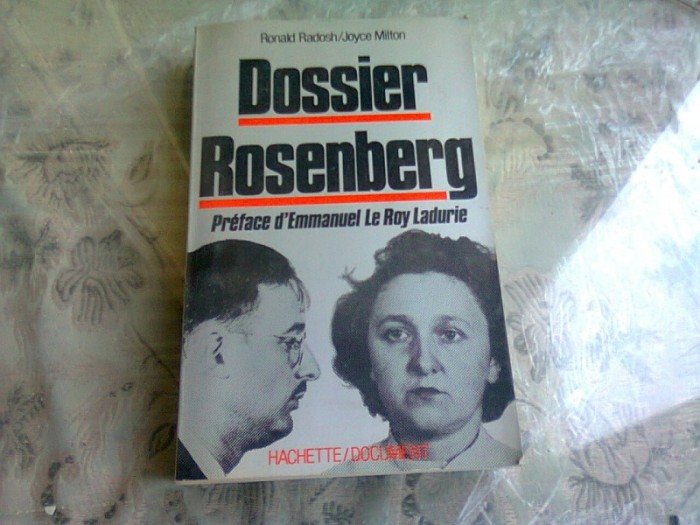 Ronald Radosh/Joyce Milton
Dossier
Rosenberg
Préface d'Emmanuel Le Roy Ladurie
HACHETTE/DOCUMENT